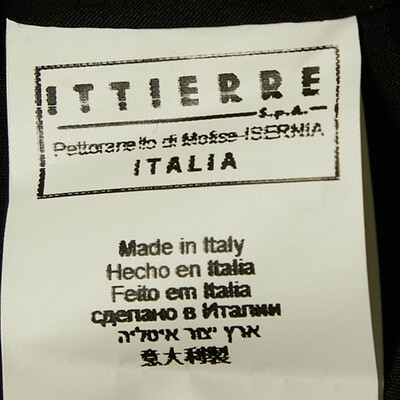 ITTIERRE
S.p.A.
Pettoranello di Molise-ISERNIA
ITALIA
Made in Italy
Hecho en Italia
Feito em Italia
сделано в Италии
ארץ יצור איטליה
意大利製